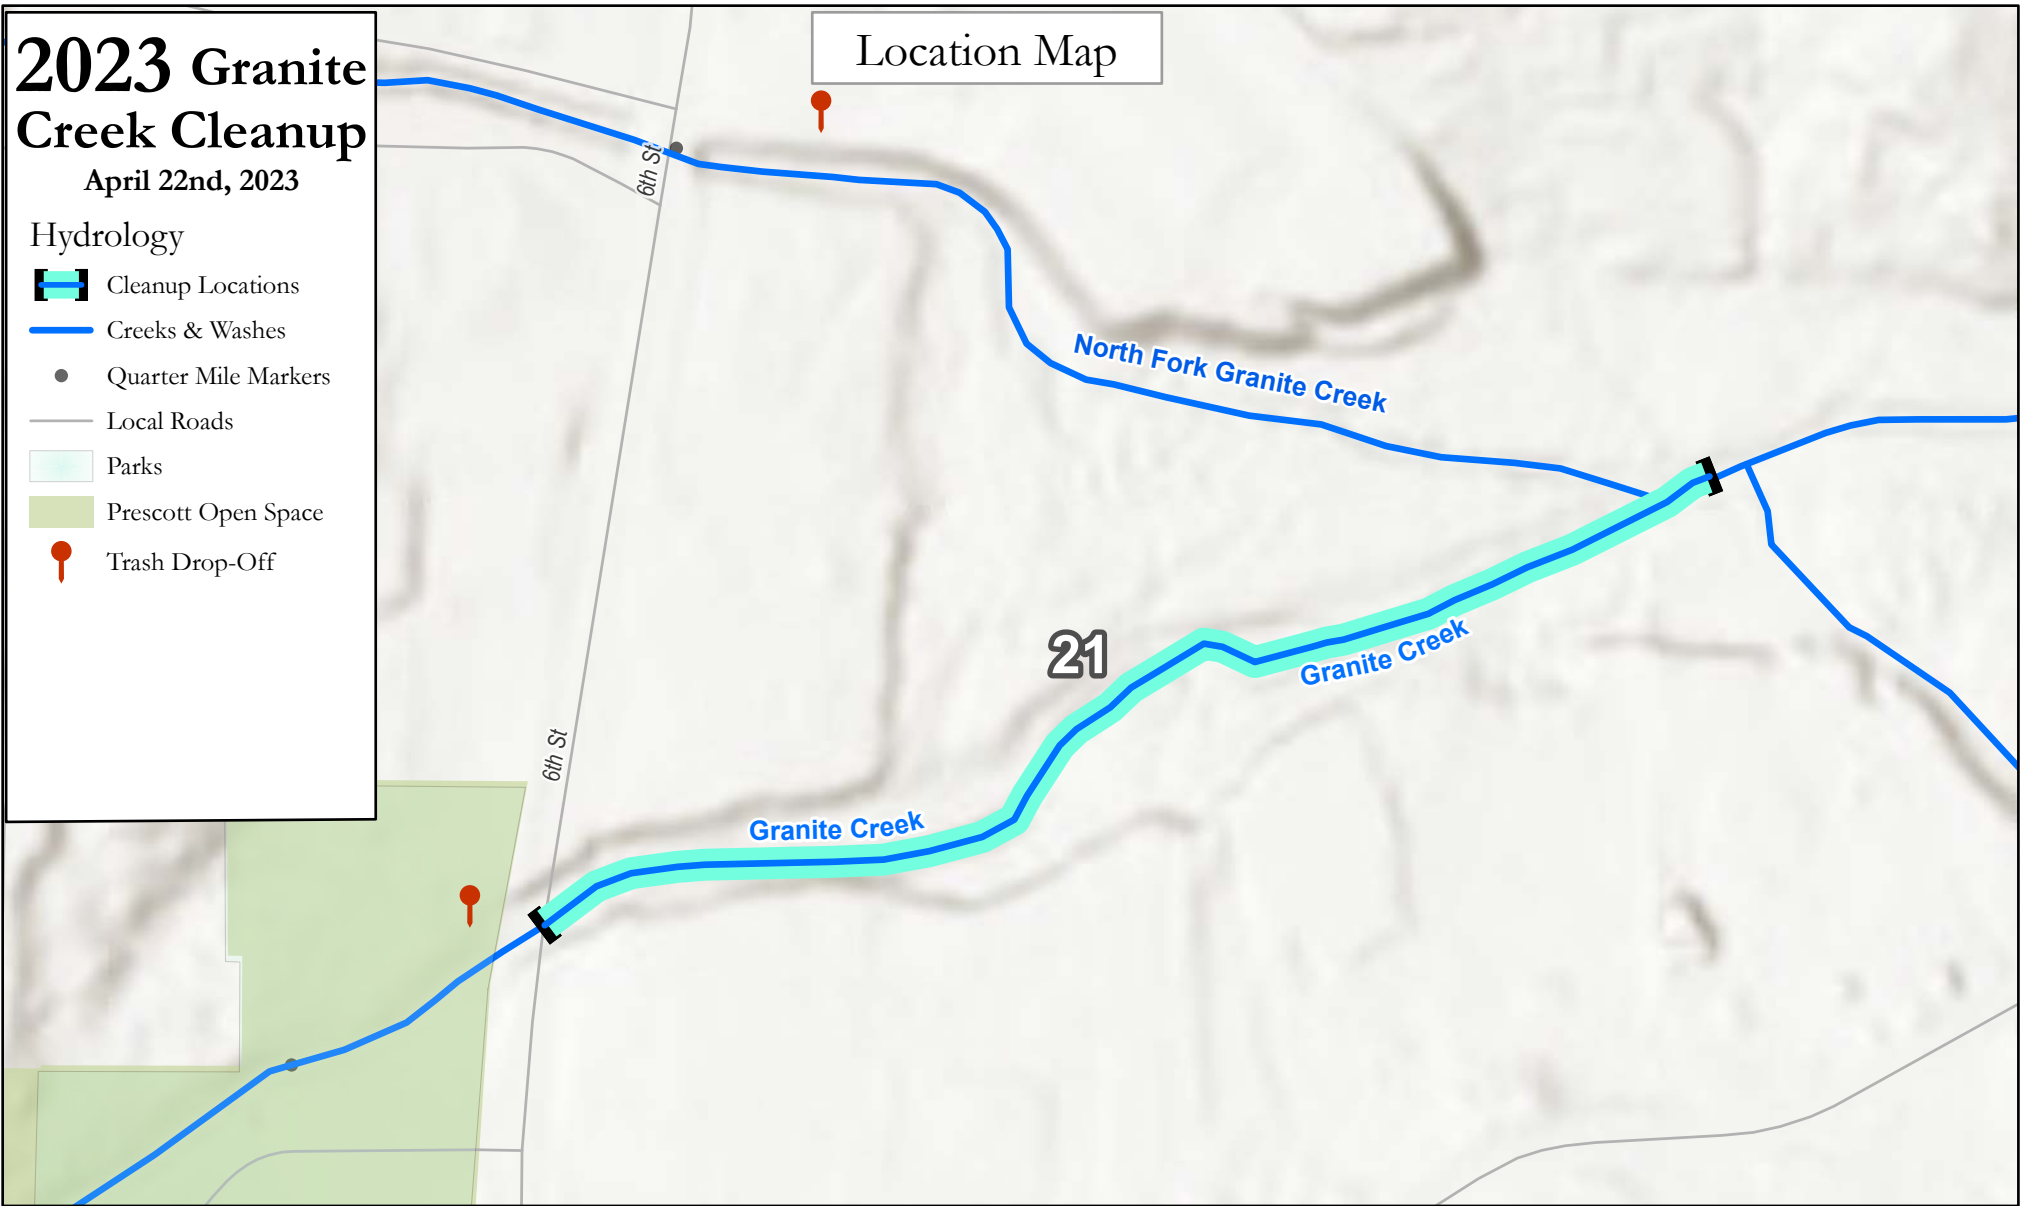 2023 Granite
Creek Cleanup
April 22nd, 2023
Hydrology
Cleanup Locations
Creeks & Washes
Quarter Mile Markers
Local Roads
Parks
Prescott Open Space
Trash Drop-Off
Location Map
6th St
North Fork Granite Creek
21
Granite Creek
6th St
Granite Creek